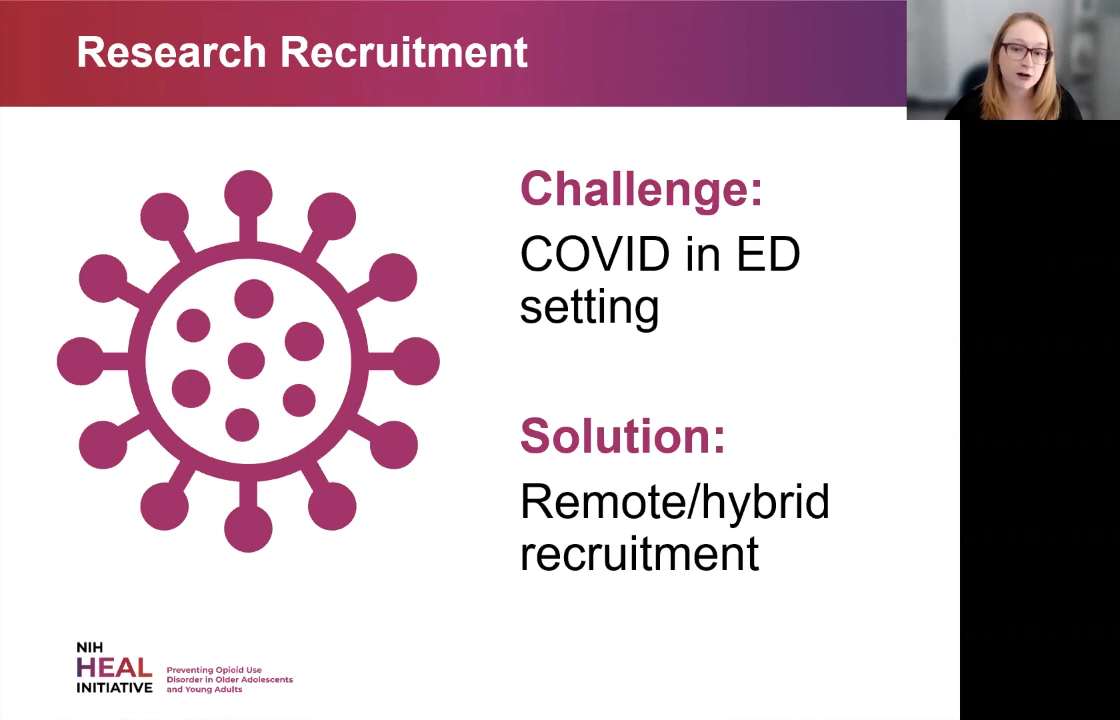 Research Recruitment
Challenge:
COVID in ED
setting
Solution:
Remote/hybrid
recruitment
NIH
HEAL
INITIATIVE
Preventing Opioid Use
Disorder in Older Adolescents
and Young Adults